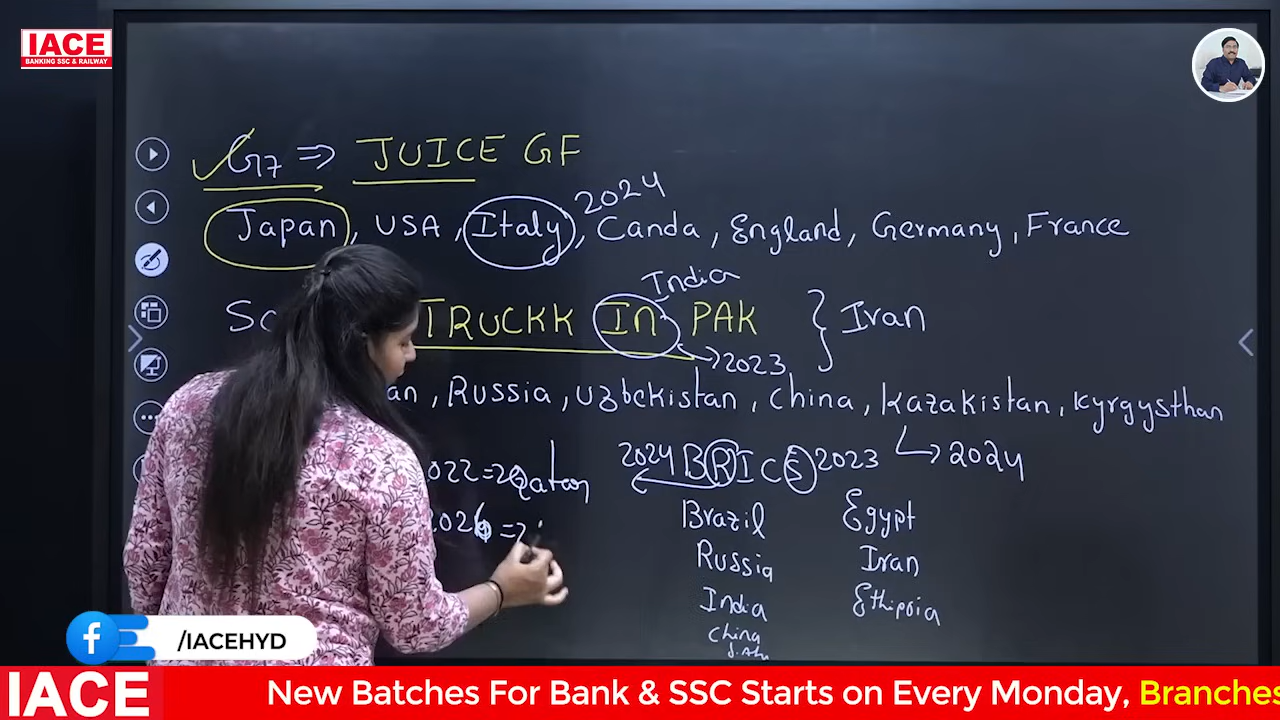 IACE
BANKING SSC & RAILWAY
G7 ⇒ JUICE GF
2024
Japan, USA, Italy, Canda, England, Germany, France
India
TRUCKK IN PAK } Iran
→2023
an, Russia, uzbekistan, china, kazakistan, kyrgysthan
2024 BRICS 2023 → 2024
022 = Qatar
2026 =
Brazil Egypt
Russia Iran
India Ethipoia
china
/IACEHYD
IACE New Batches For Bank & SSC Starts on Every Monday, Branches